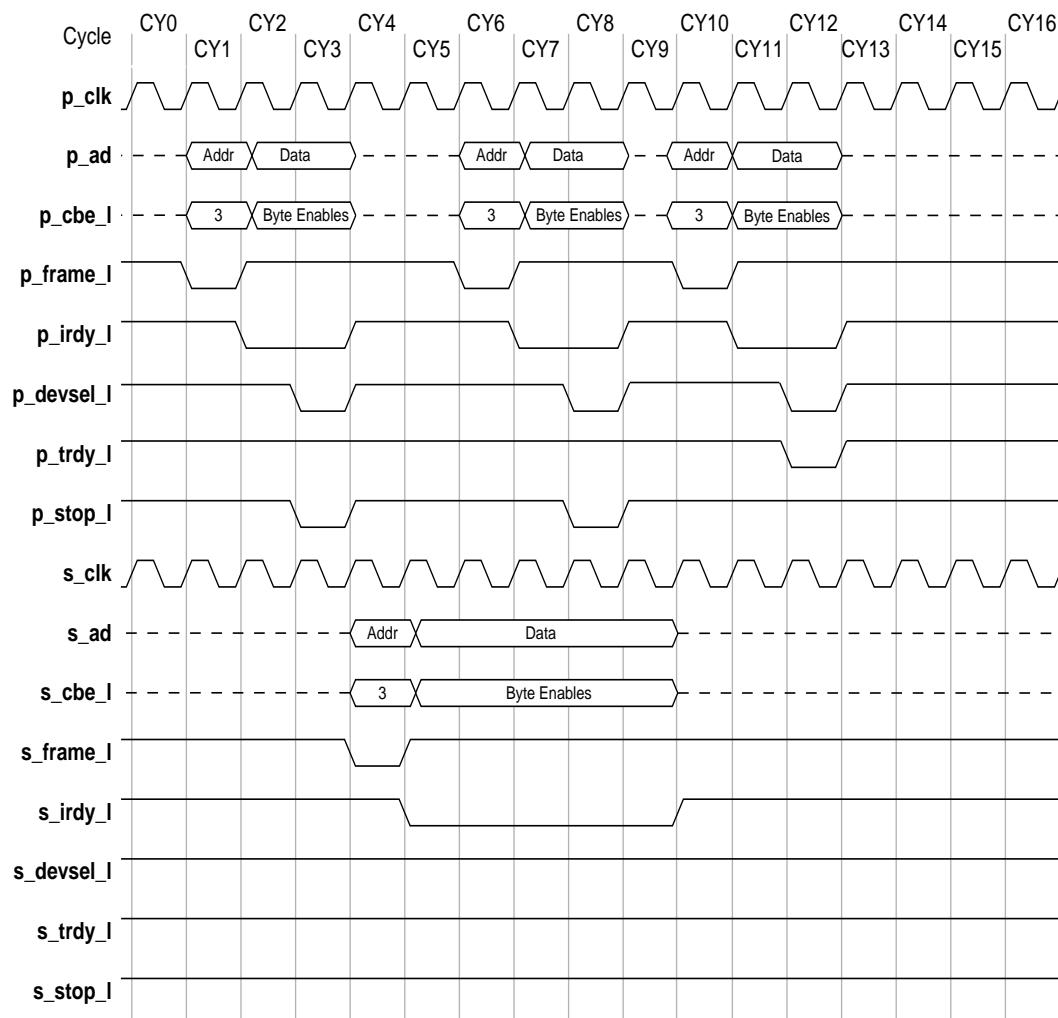 CY0 CY2 CY4 CY6 CY8 CY10 CY12 CY14 CY16
Cycle
CY1 CY3 CY5 CY7 CY9 CY11 CY13 CY15
p_clk
p_ad Addr Data Addr Data Addr Data
p_cbe_l 3 Byte Enables 3 Byte Enables 3 Byte Enables
p_frame_l
p_irdy_l
p_devsel_l
p_trdy_l
p_stop_l
s_clk
s_ad Addr Data
s_cbe_l 3 Byte Enables
s_frame_l
s_irdy_l
s_devsel_l
s_trdy_l
s_stop_l